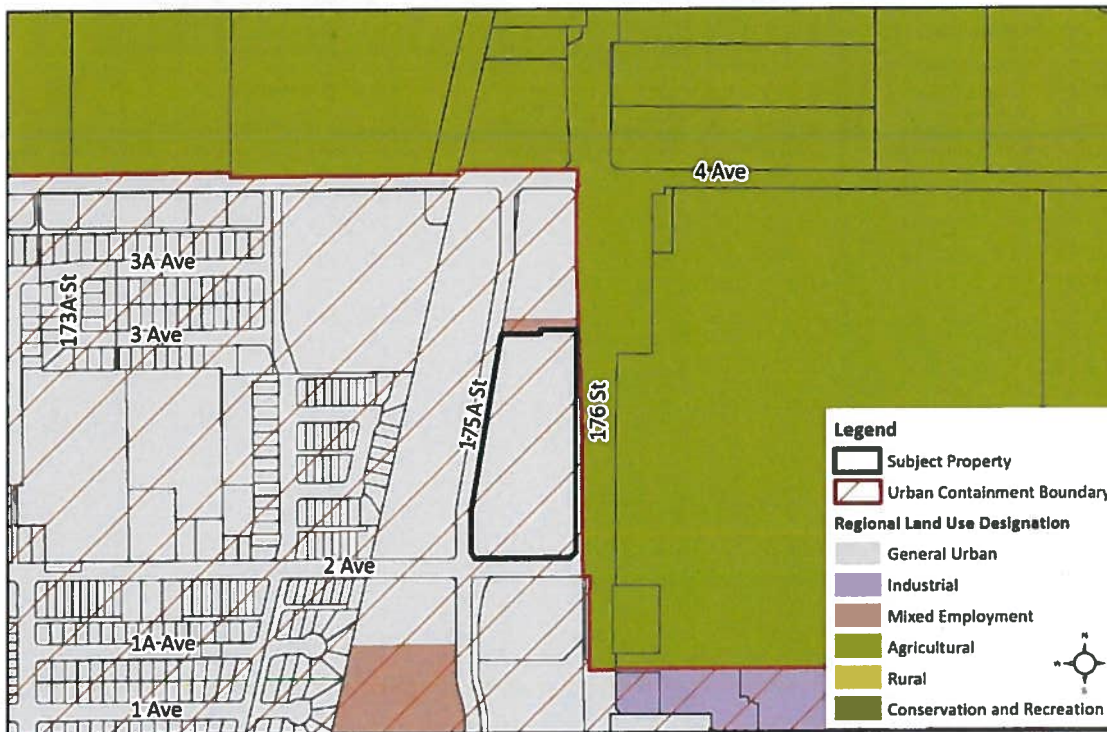 4 Ave
3A Ave
173A St
3 Ave
175A St
176 St
2 Ave
1A Ave
1 Ave
Legend
Subject Property
Urban Containment Boundary
Regional Land Use Designation
General Urban
Industrial
Mixed Employment
Agricultural
Rural
Conservation and Recreation
N